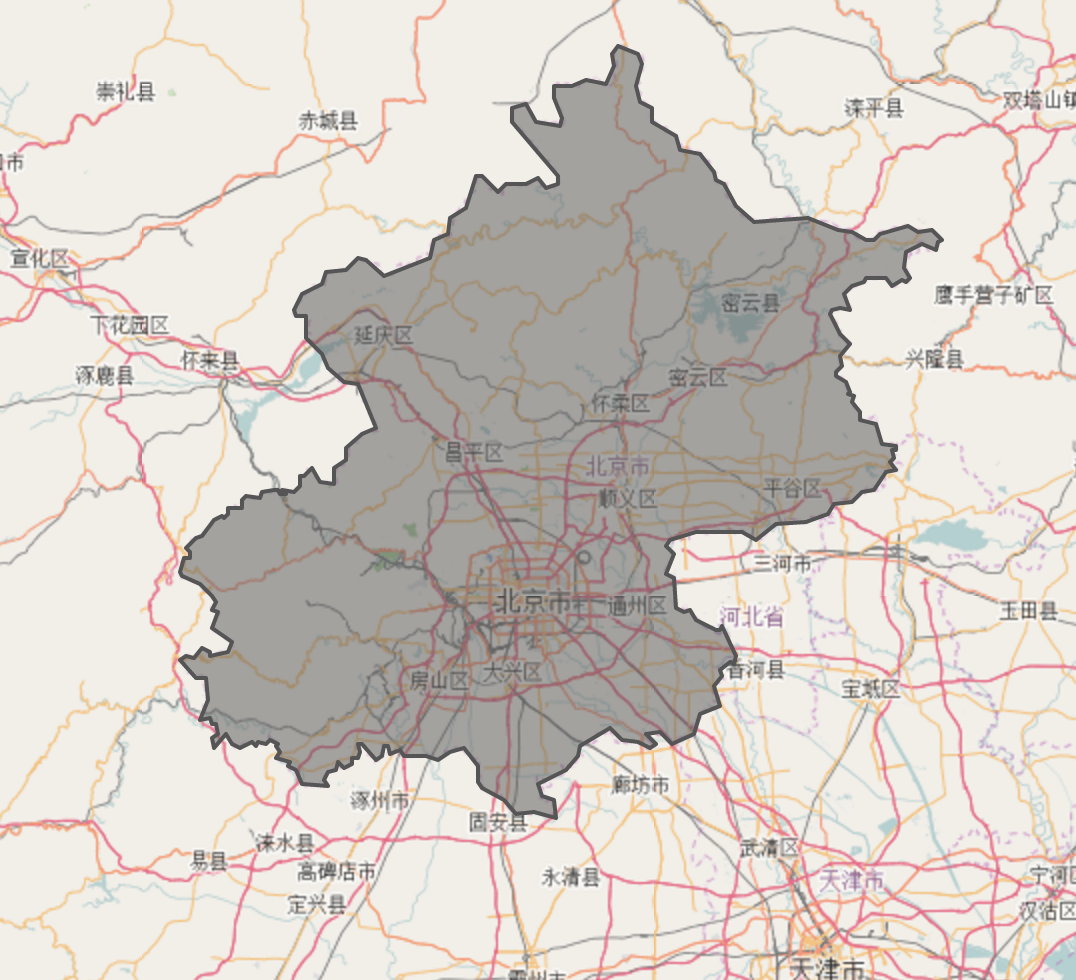 崇礼县
双塔山镇
滦平县
赤城县
口市
宣化区
鹰手营子矿区
密云县
下花园区
延庆区
怀来县
兴隆县
涿鹿县
密云区
怀柔区
昌平区
北京市
平谷区
顺义区
三河市
北京市
通州区
玉田县
河北省
香河县
大兴区
房山区
宝坻区
廊坊市
涿州市
固安县
涞水县
武清区
易县
高碑店市
永清县
天津市
宁河区
定兴县
汉沽区
天津市
霸州市